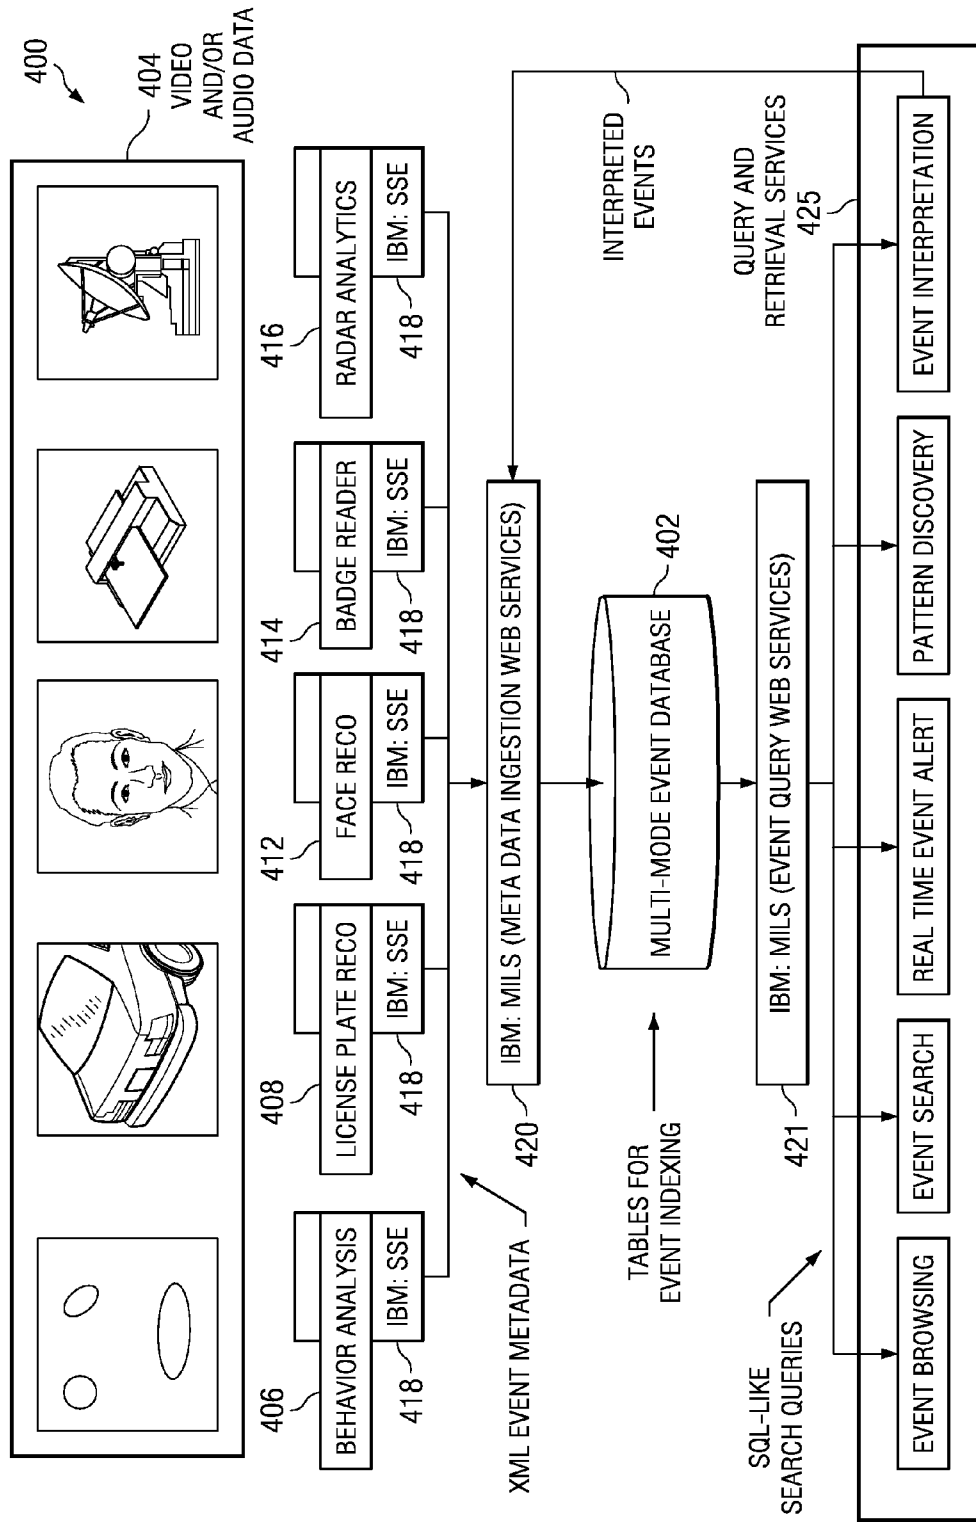 400
404
VIDEO
AND/OR
AUDIO DATA
406
BEHAVIOR ANALYSIS
IBM: SSE
418
408
LICENSE PLATE RECO
IBM: SSE
418
412
FACE RECO
IBM: SSE
418
414
BADGE READER
IBM: SSE
418
416
RADAR ANALYTICS
IBM: SSE
418
XML EVENT METADATA
420
IBM: MILS (META DATA INGESTION WEB SERVICES)
INTERPRETED
EVENTS
TABLES FOR
EVENT INDEXING
402
MULTI-MODE EVENT DATABASE
421
IBM: MILS (EVENT QUERY WEB SERVICES)
QUERY AND
RETRIEVAL SERVICES
425
SQL-LIKE
SEARCH QUERIES
EVENT BROWSING
EVENT SEARCH
REAL TIME EVENT ALERT
PATTERN DISCOVERY
EVENT INTERPRETATION